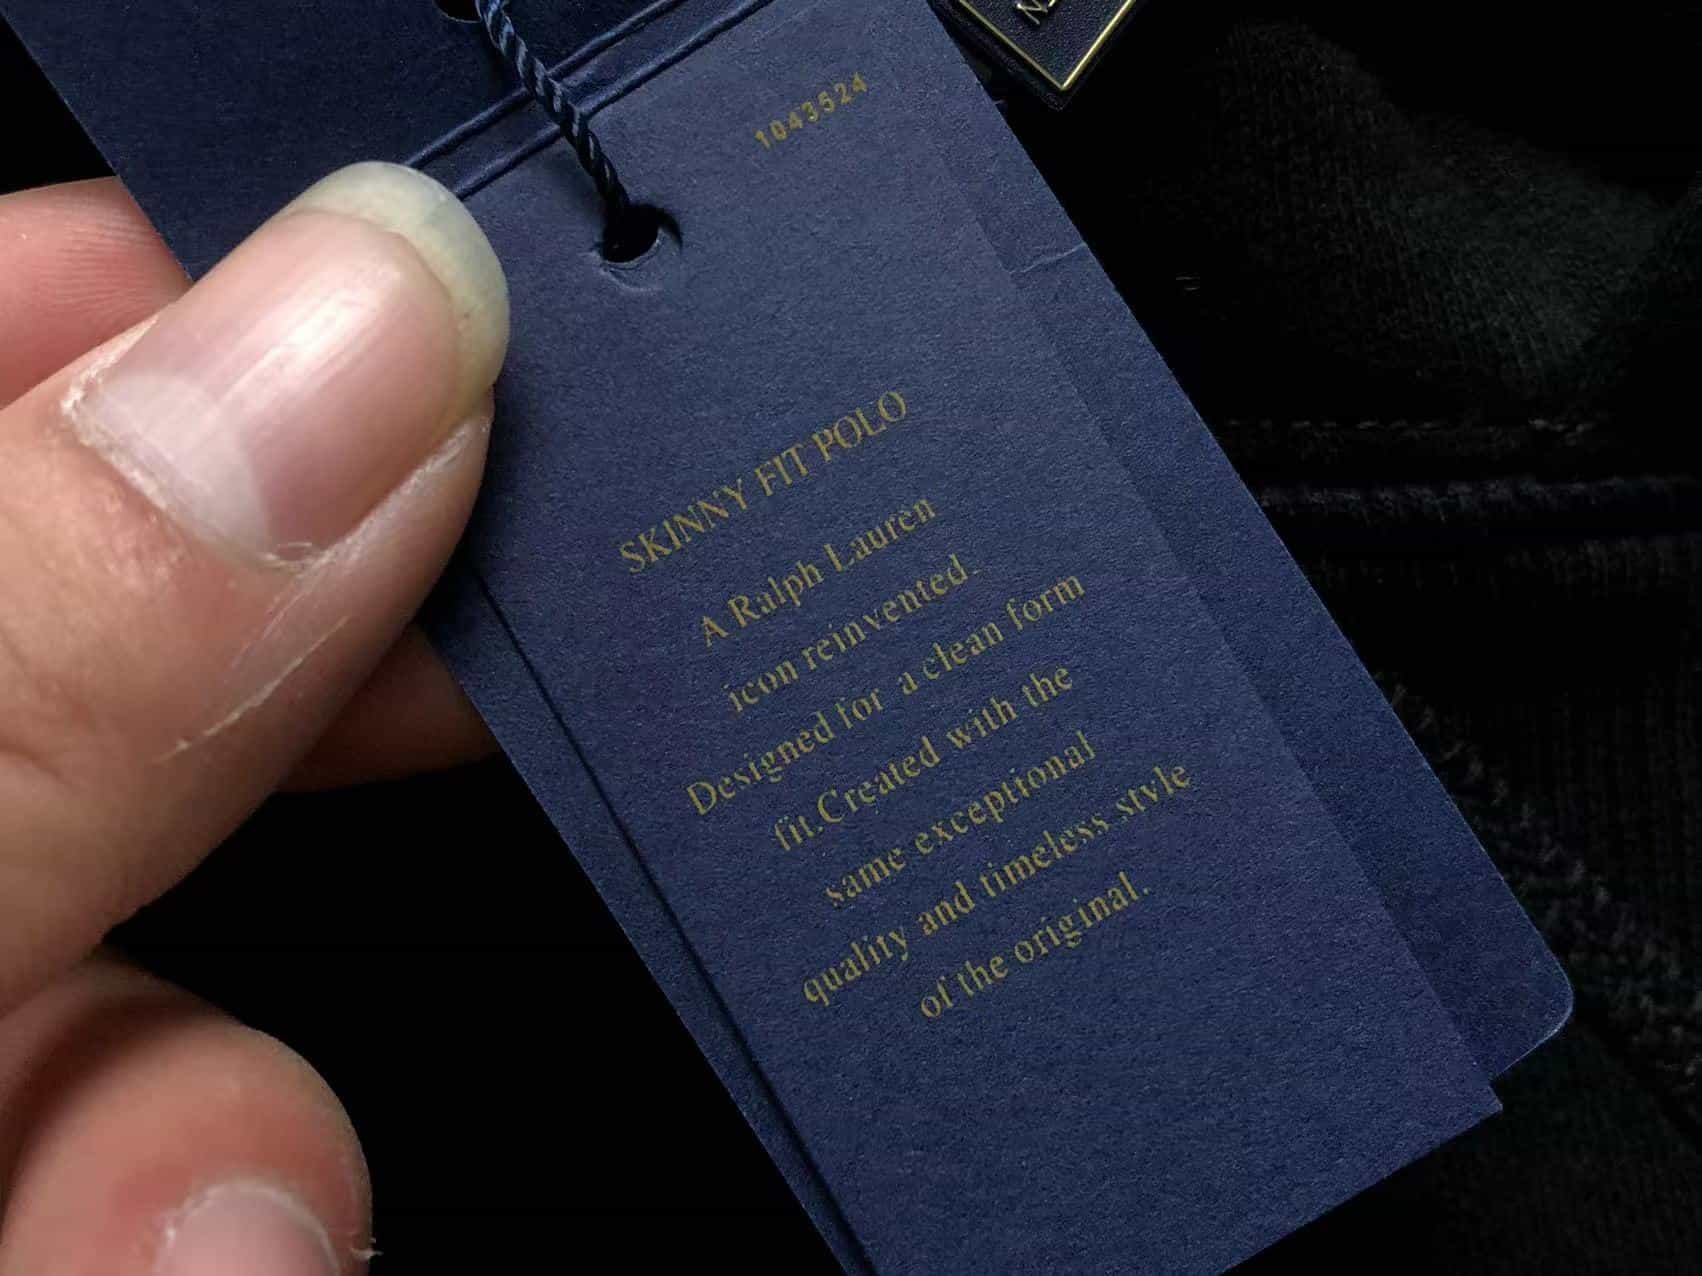 1043524
SKINNY FIT POLO
A Ralph Lauren
icon reinvented.
Designed for a clean form
fit.Created with the
same exceptional
quality and timeless style
of the original.